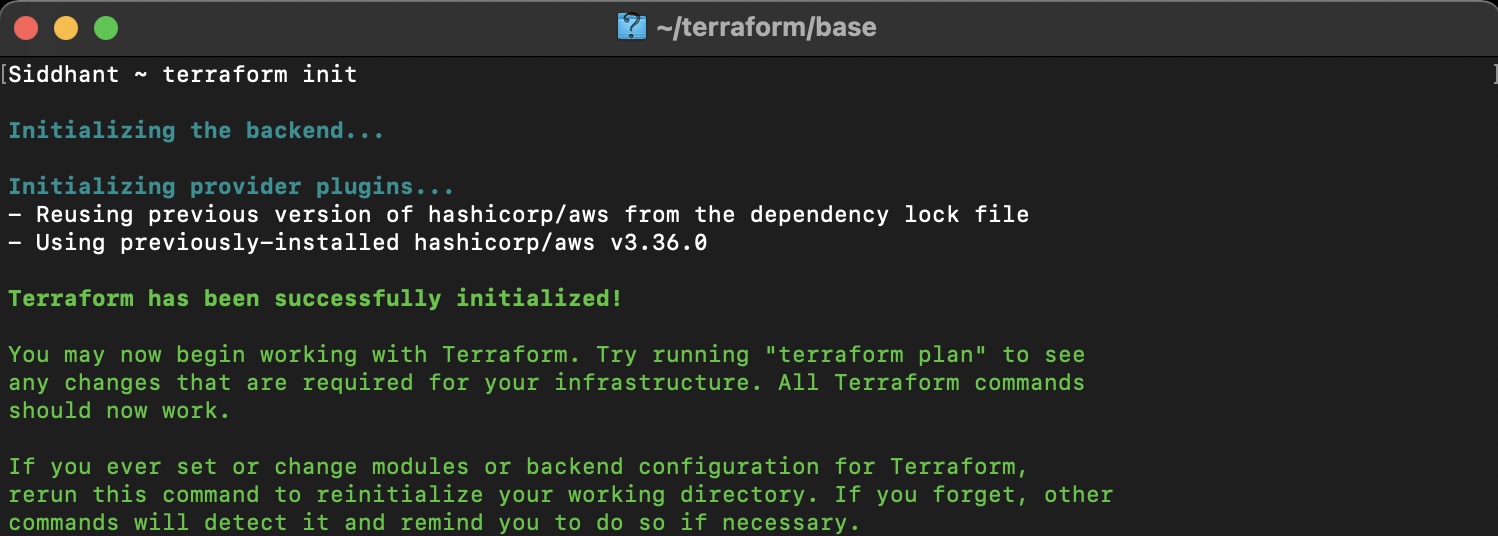 ~/terraform/base
[Siddhant ~ terraform init ]
Initializing the backend...
Initializing provider plugins...
- Reusing previous version of hashicorp/aws from the dependency lock file
- Using previously-installed hashicorp/aws v3.36.0
Terraform has been successfully initialized!
You may now begin working with Terraform. Try running "terraform plan" to see
any changes that are required for your infrastructure. All Terraform commands
should now work.
If you ever set or change modules or backend configuration for Terraform,
rerun this command to reinitialize your working directory. If you forget, other
commands will detect it and remind you to do so if necessary.